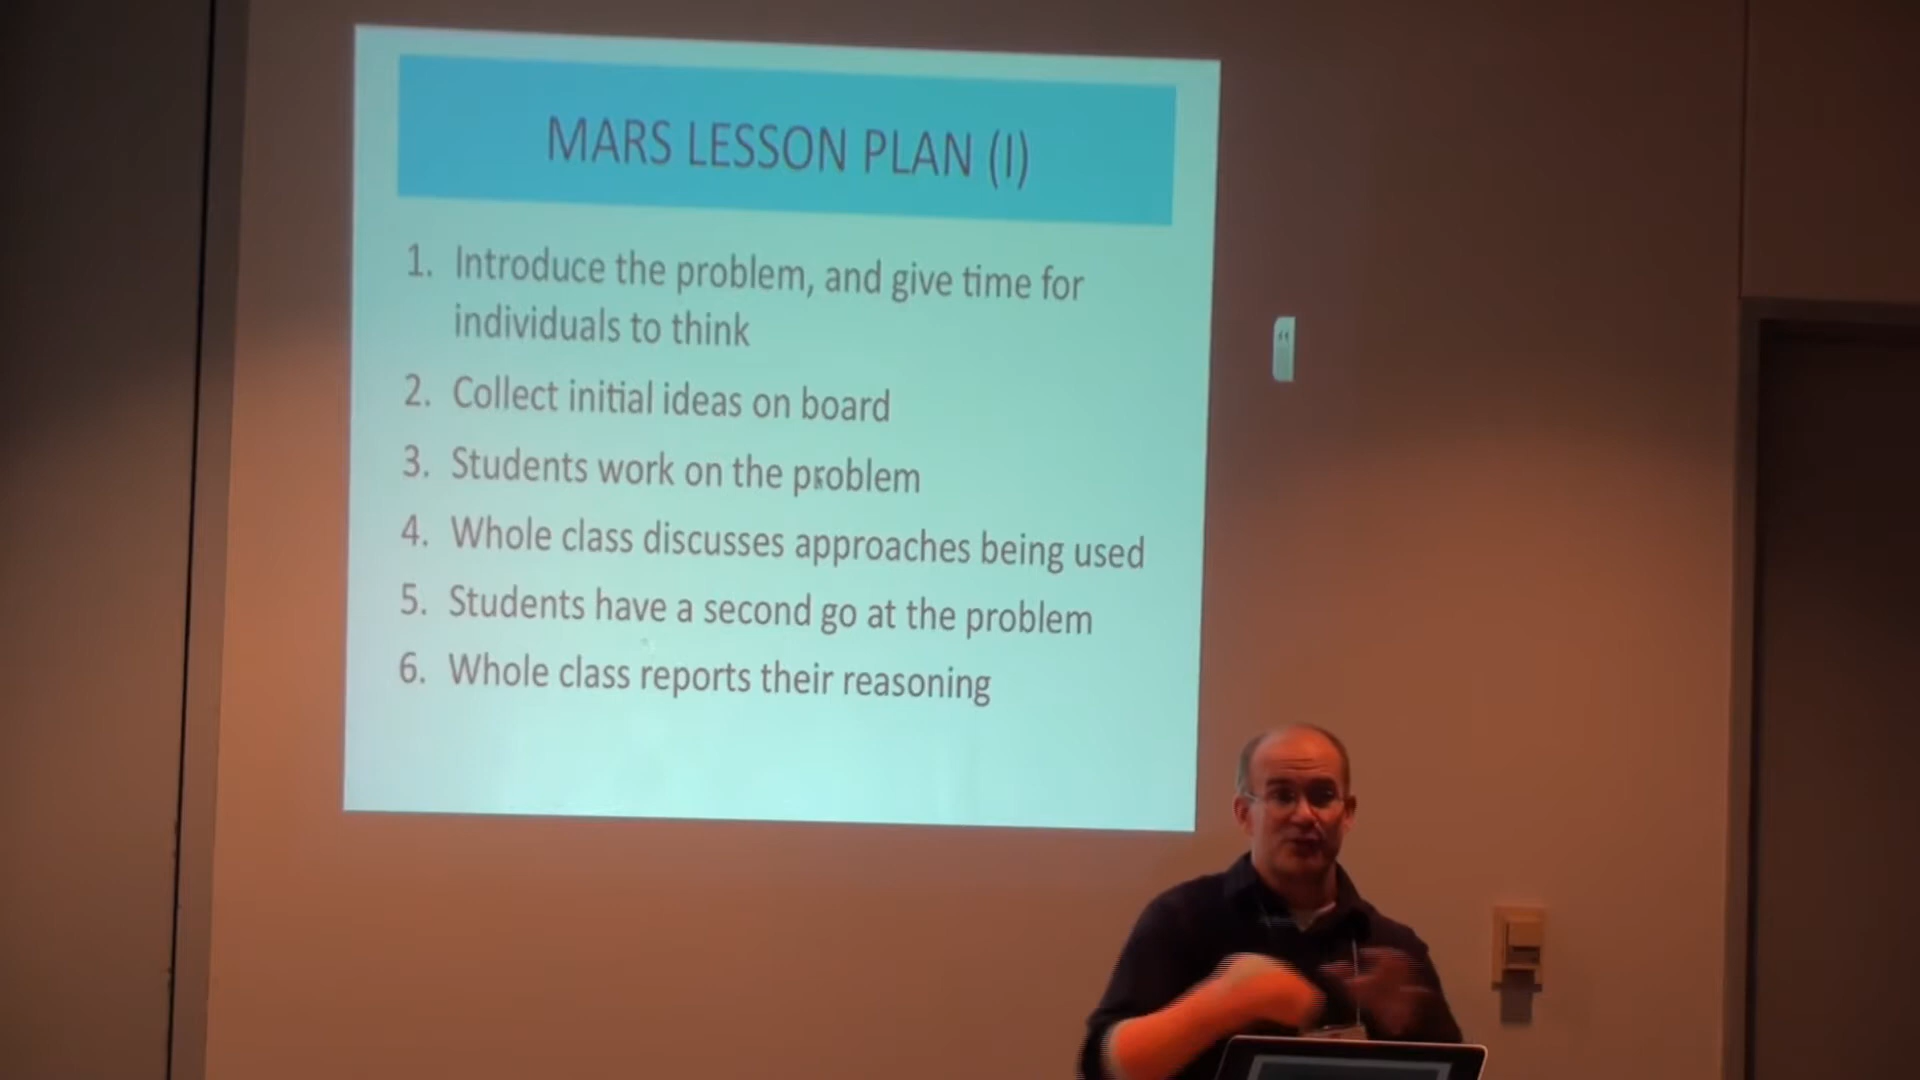 MARS LESSON PLAN (I)
1. Introduce the problem, and give time for
individuals to think
2. Collect initial ideas on board
3. Students work on the problem
4. Whole class discusses approaches being used
5. Students have a second go at the problem
6. Whole class reports their reasoning